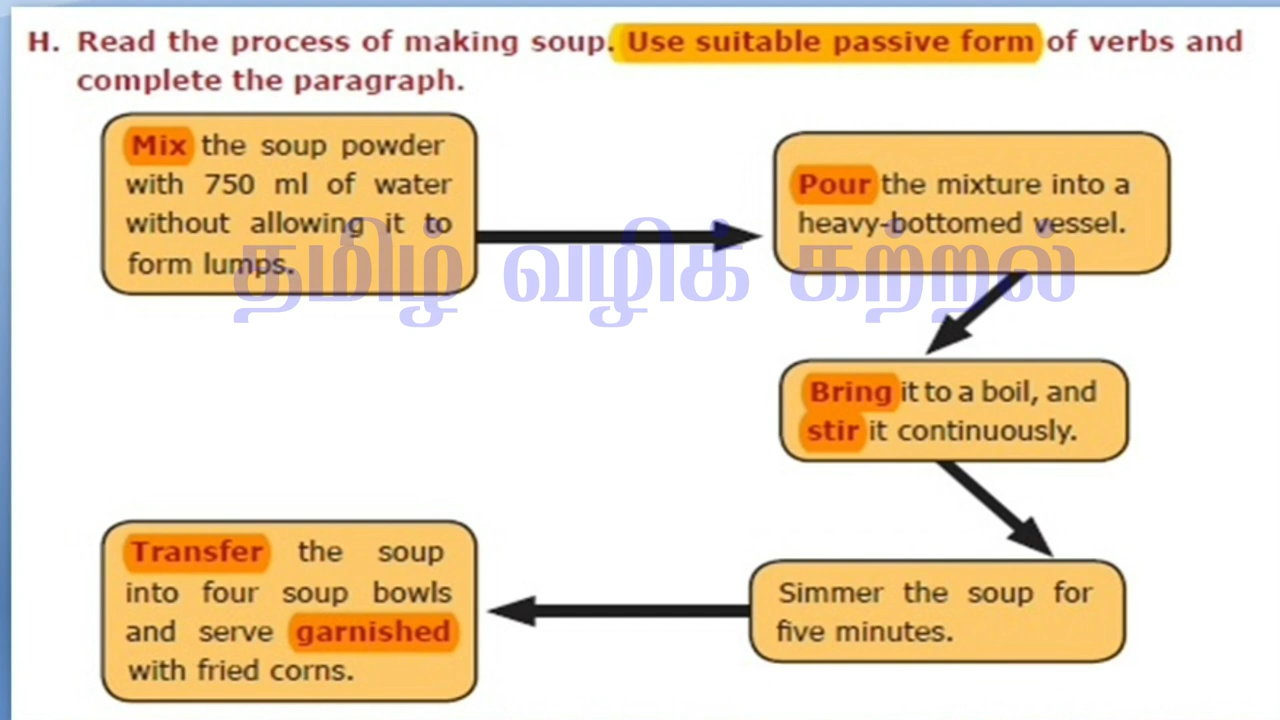 H. Read the process of making soup. Use suitable passive form of verbs and
complete the paragraph.
Mix the soup powder
with 750 ml of water
without allowing it to
form lumps.
Pour the mixture into a
heavy-bottomed vessel.
தமிழ் வழிக் கற்றல்
Bring it to a boil, and
stir it continuously.
Simmer the soup for
five minutes.
Transfer the soup
into four soup bowls
and serve garnished
with fried corns.